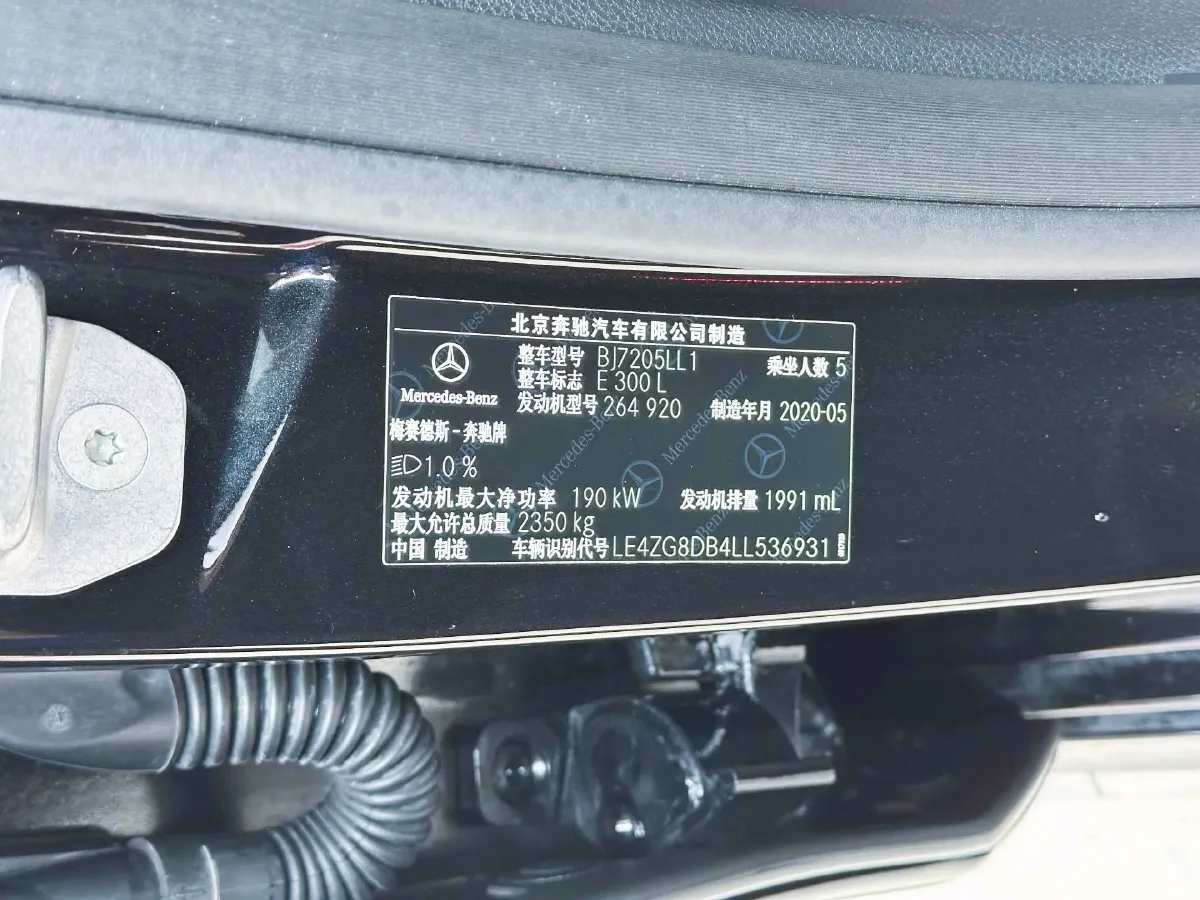 北京奔驰汽车有限公司制造
整车型号 BJ7205LL1 乘坐人数 5
整车标志 E 300 L
Mercedes-Benz 发动机型号 264 920 制造年月 2020-05
梅赛德斯-奔驰牌
1.0 %
发动机最大净功率 190 kW 发动机排量 1991 mL
最大允许总质量 2350 kg
中国 制造 车辆识别代号 LE4ZG8DB4LL536931